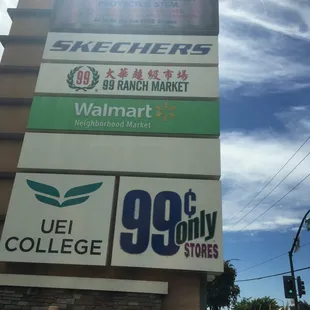 SKECHERS
99 大華超級市場
99 RANCH MARKET
Walmart
Neighborhood Market
UEI
COLLEGE
99¢
only
STORES